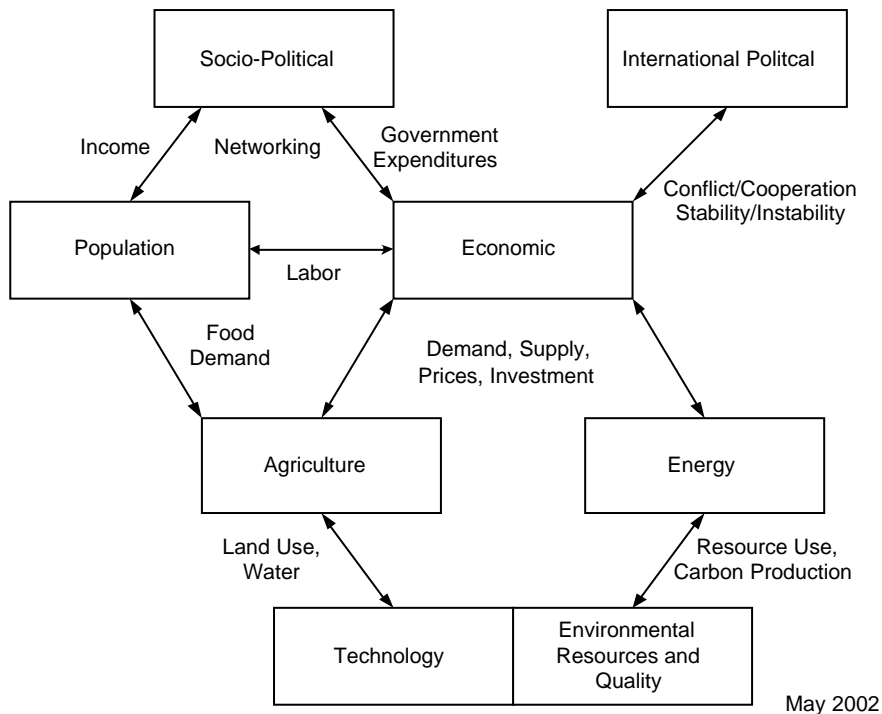 Socio-Political
International Politcal
Income
Networking
Government
Expenditures
Conflict/Cooperation
Stability/Instability
Population
Economic
Labor
Food
Demand
Demand, Supply,
Prices, Investment
Agriculture
Energy
Land Use,
Water
Resource Use,
Carbon Production
Technology
Environmental
Resources and
Quality
May 2002